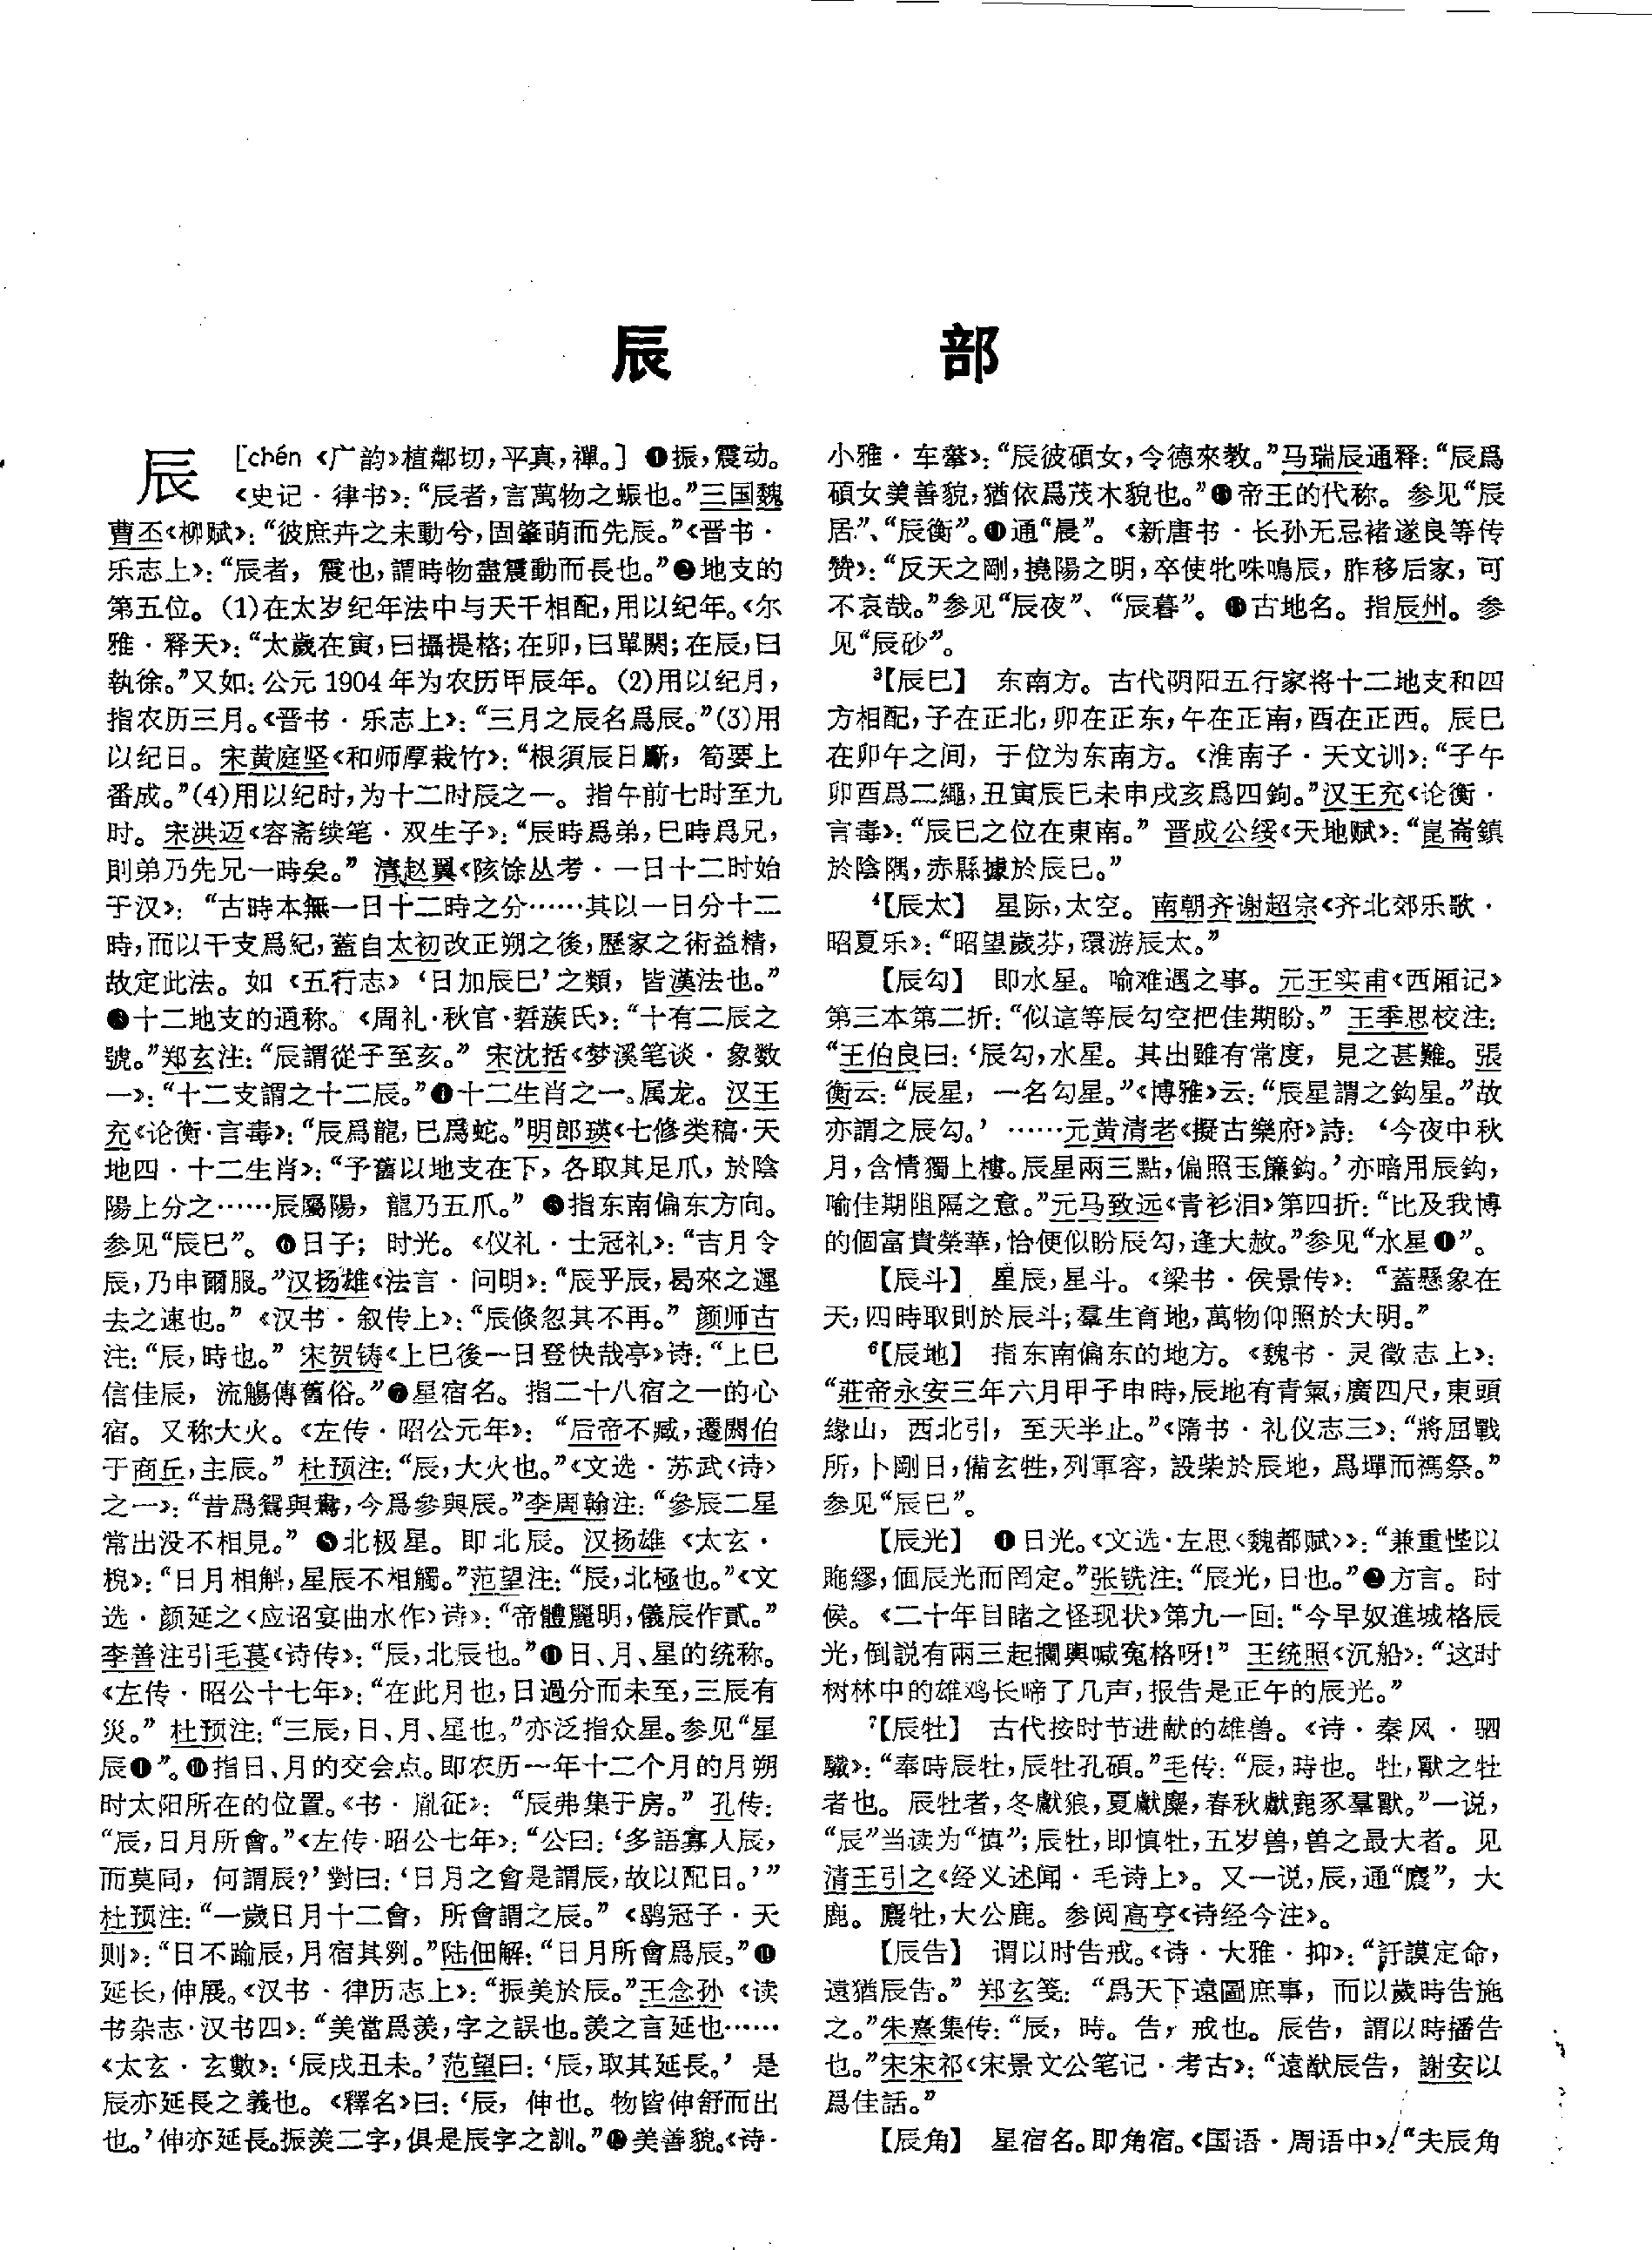 辰 部
辰 [chén《广韵》植鄰切，平真，禪。] ❶振，震动。
《史记·律书》：“辰者，言萬物之蜄也。”三国魏
曹丕《柳赋》：“彼庶卉之未動兮，固肇萌而先辰。”《晋书·
乐志上》：“辰者，震也，謂時物盡震動而長也。”❷地支的
第五位。(1)在太岁纪年法中与天干相配，用以纪年。《尔
雅·释天》：“太歲在寅，曰攝提格；在卯，曰單閼；在辰，曰
執徐。”又如：公元1904年为农历甲辰年。(2)用以纪月，
指农历三月。《晋书·乐志上》：“三月之辰名爲辰。”(3)用
以纪日。宋黄庭坚《和师厚栽竹》：“根須辰日斸，筍要上
番成。”(4)用以纪时，为十二时辰之一。指午前七时至九
时。宋洪迈《容斋续笔·双生子》：“辰時爲弟，巳時爲兄，
則弟乃先兄一時矣。”清赵翼《陔馀丛考·一日十二时始
于汉》：“古時本無一日十二時之分……其以一日分十二
時，而以干支爲紀，蓋自太初改正朔之後，歷家之術益精，
故定此法。如《五行志》‘日加辰巳’之類，皆漢法也。”
❸十二地支的通称。《周礼·秋官·硩蔟氏》：“十有二辰之
號。”郑玄注：“辰謂從子至亥。”宋沈括《梦溪笔谈·象数
一》：“十二支謂之十二辰。”❹十二生肖之一。属龙。汉王
充《论衡·言毒》：“辰爲龍，巳爲蛇。”明郎瑛《七修类稿·天
地四·十二生肖》：“予舊以地支在下，各取其足爪，於陰
陽上分之……辰屬陽，龍乃五爪。”❺指东南偏东方向。
参见“辰巳”。❻日子；时光。《仪礼·士冠礼》：“吉月令
辰，乃申爾服。”汉扬雄《法言·问明》：“辰乎辰，曷來之遲
去之速也。”《汉书·叙传上》：“辰倏忽其不再。”颜师古
注：“辰，時也。”宋贺铸《上巳後一日登快哉亭》诗：“上巳
信佳辰，流觴傳舊俗。”❼星宿名。指二十八宿之一的心
宿。又称大火。《左传·昭公元年》：“后帝不臧，遷閼伯
于商丘，主辰。”杜预注：“辰，大火也。”《文选·苏武〈诗〉
之一》：“昔爲鴛與鴦，今爲參與辰。”李周翰注：“參辰二星
常出没不相見。”❽北极星。即北辰。汉扬雄《太玄·
棿》：“日月相斛，星辰不相觸。”范望注：“辰，北極也。”《文
选·颜延之〈应诏宴曲水作〉诗》：“帝體麗明，儀辰作貳。”
李善注引毛萇《诗传》：“辰，北辰也。”❾日、月、星的统称。
《左传·昭公十七年》：“在此月也，日過分而未至，三辰有
災。”杜预注：“三辰，日、月、星也。”亦泛指众星。参见“星
辰❶”。❿指日、月的交会点。即农历一年十二个月的月朔
时太阳所在的位置。《书·胤征》：“辰弗集于房。”孔传：
“辰，日月所會。”《左传·昭公七年》：“公曰：‘多語寡人辰，
而莫同，何謂辰？’對曰：‘日月之會是謂辰，故以配日。’”
杜预注：“一歲日月十二會，所會謂之辰。”《鹖冠子·天
则》：“日不踰辰，月宿其列。”陆佃解：“日月所會爲辰。”⓫
延长，伸展。《汉书·律历志上》：“振美於辰。”王念孙《读
书杂志·汉书四》：“美當爲羨，字之誤也。羨之言延也……
《太玄·玄數》：‘辰戌丑未。’范望曰：‘辰，取其延長。’是
辰亦延長之義也。《釋名》曰：‘辰，伸也。物皆伸舒而出
也。’伸亦延長。振羨二字，俱是辰字之訓。”⓬美善貌。《诗·
小雅·车舝》：“辰彼碩女，令德來教。”马瑞辰通释：“辰爲
碩女美善貌，猶依爲茂木貌也。”⓭帝王的代称。参见“辰
居”、“辰衡”。⓮通“晨”。《新唐书·长孙无忌褚遂良等传
赞》：“反天之剛，撓陽之明，卒使牝咮鳴辰，胙移后家，可
不哀哉。”参见“辰夜”、“辰暮”。⓯古地名。指辰州。参
见“辰砂”。
³【辰巳】 东南方。古代阴阳五行家将十二地支和四
方相配，子在正北，卯在正东，午在正南，酉在正西。辰巳
在卯午之间，于位为东南方。《淮南子·天文训》：“子午
卯酉爲二繩，丑寅辰巳未申戌亥爲四鉤。”汉王充《论衡·
言毒》：“辰巳之位在東南。”晋成公绥《天地赋》：“崑崙鎮
於陰隅，赤縣據於辰巳。”
⁴【辰太】 星际，太空。南朝齐谢超宗《齐北郊乐歌·
昭夏乐》：“昭望歲芬，環游辰太。”
【辰勾】 即水星。喻难遇之事。元王实甫《西厢记》
第三本第二折：“似這等辰勾空把佳期盼。”王季思校注：
“王伯良曰：‘辰勾，水星。其出雖有常度，見之甚難。張
衡云：“辰星，一名勾星。”《博雅》云：“辰星謂之鈎星。”故
亦謂之辰勾。’……元黄清老《擬古樂府》詩：‘今夜中秋
月，含情獨上樓。辰星兩三點，偏照玉簾鈎。’亦暗用辰鈎，
喻佳期阻隔之意。”元马致远《青衫泪》第四折：“比及我博
的個富貴榮華，恰便似盼辰勾，逢大赦。”参见“水星❶”。
【辰斗】 星辰，星斗。《梁书·侯景传》：“蓋懸象在
天，四時取則於辰斗；羣生育地，萬物仰照於大明。”
⁶【辰地】 指东南偏东的地方。《魏书·灵徵志上》：
“莊帝永安三年六月甲子申時，辰地有青氣，廣四尺，東頭
緣山，西北引，至天半止。”《隋书·礼仪志三》：“將屆戰
所，卜剛日，備玄牲，列軍容，設柴於辰地，爲墠而禡祭。”
参见“辰巳”。
【辰光】 ❶日光。《文选·左思〈魏都赋〉》：“兼重悂以
貤繆，偭辰光而罔定。”张铣注：“辰光，日也。”❷方言。时
候。《二十年目睹之怪现状》第九一回：“今早奴進城格辰
光，倒説有兩三起攔輿喊冤格呀！”王统照《沉船》：“这时
树林中的雄鸡长啼了几声，报告是正午的辰光。”
⁷【辰牡】 古代按时节进献的雄兽。《诗·秦风·驷
驖》：“奉時辰牡，辰牡孔碩。”毛传：“辰，時也。牡，獸之牡
者也。辰牡者，冬獻狼，夏獻麋，春秋獻鹿豕羣獸。”一说，
“辰”当读为“慎”；辰牡，即慎牡，五岁兽，兽之最大者。见
清王引之《经义述闻·毛诗上》。又一说，辰，通“麎”，大
鹿。麎牡，大公鹿。参阅高亨《诗经今注》。
【辰告】 谓以时告戒。《诗·大雅·抑》：“訏謨定命，
遠猶辰告。”郑玄笺：“爲天下遠圖庶事，而以歲時告施
之。”朱熹集传：“辰，時。告，戒也。辰告，謂以時播告
也。”宋宋祁《宋景文公笔记·考古》：“遠猷辰告，謝安以
爲佳話。”
【辰角】 星宿名。即角宿。《国语·周语中》：“夫辰角